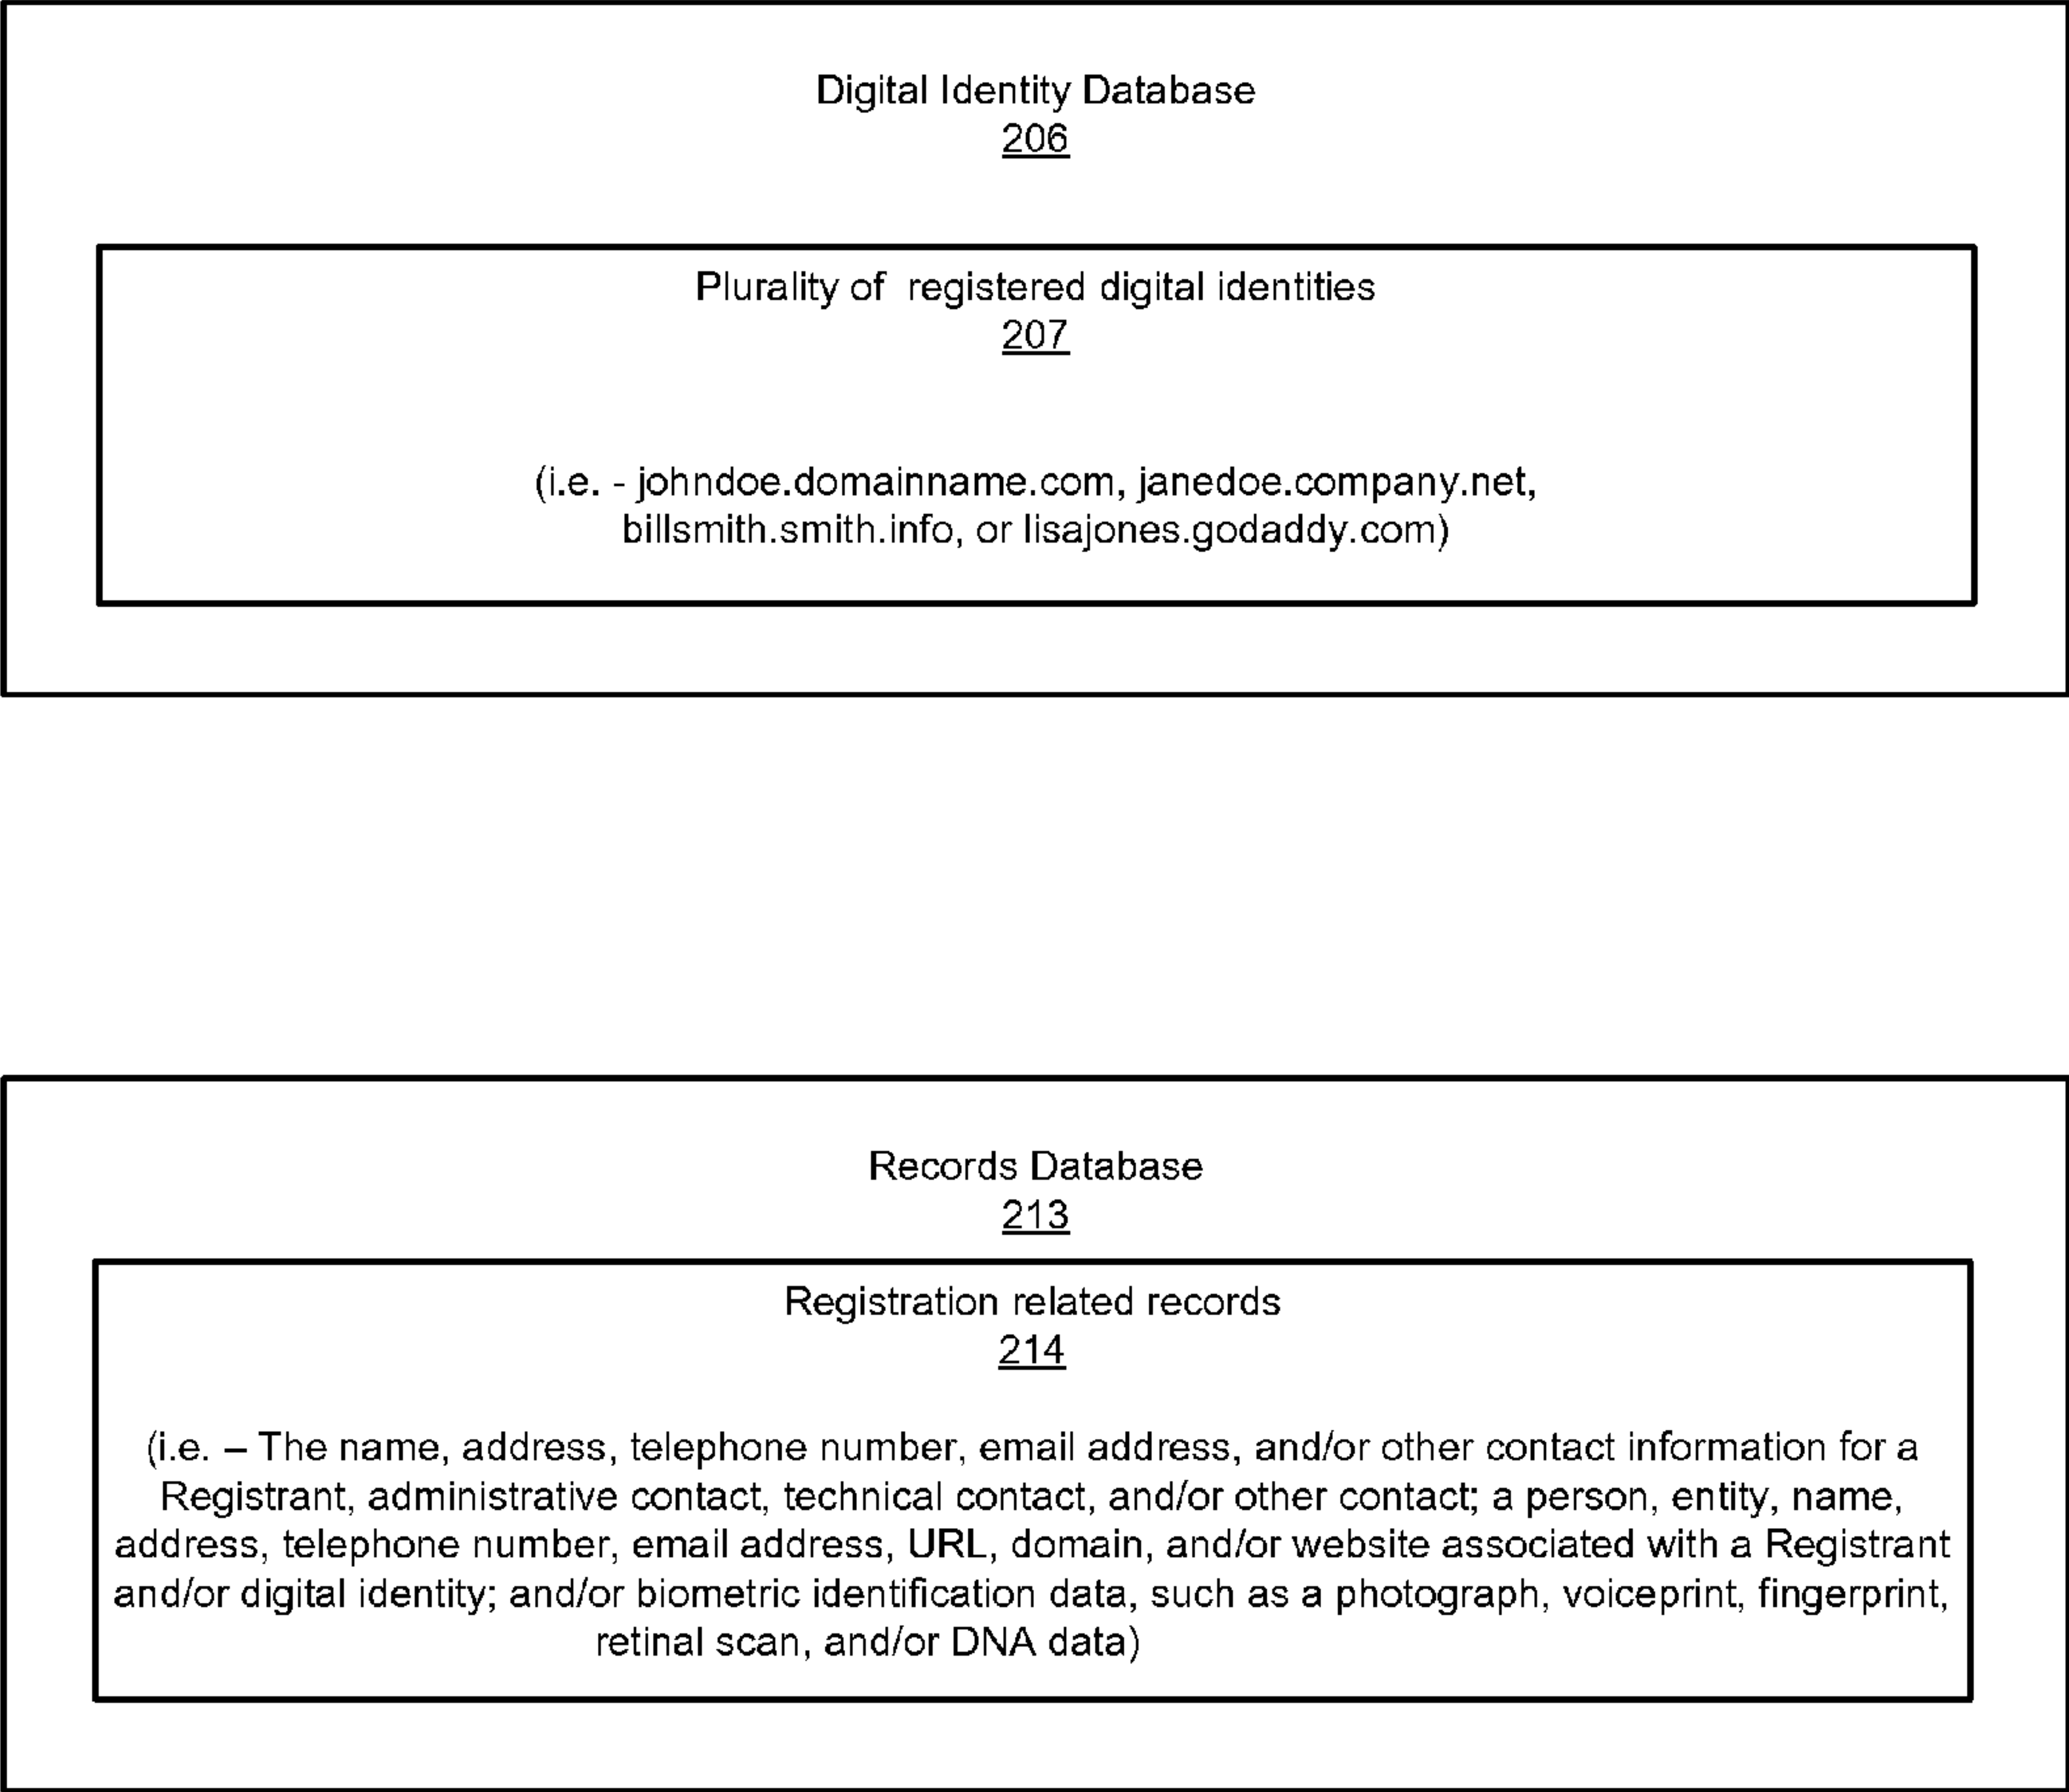 Digital Identity Database
206
Plurality of registered digital identities
207
(i.e. - johndoe.domainname.com, janedoe.company.net,
billsmith.smith.info, or lisajones.godaddy.com)
Records Database
213
Registration related records
214
(i.e. – The name, address, telephone number, email address, and/or other contact information for a
Registrant, administrative contact, technical contact, and/or other contact; a person, entity, name,
address, telephone number, email address, URL, domain, and/or website associated with a Registrant
and/or digital identity; and/or biometric identification data, such as a photograph, voiceprint, fingerprint,
retinal scan, and/or DNA data)